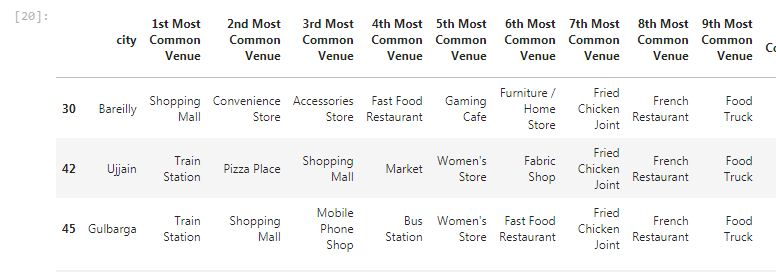 [20]:
city 1st Most Common Venue 2nd Most Common Venue 3rd Most Common Venue 4th Most Common Venue 5th Most Common Venue 6th Most Common Venue 7th Most Common Venue 8th Most Common Venue 9th Most Common Venue
30 Bareilly Shopping Mall Convenience Store Accessories Store Fast Food Restaurant Gaming Cafe Furniture / Home Store Fried Chicken Joint French Restaurant Food Truck
42 Ujjain Train Station Pizza Place Shopping Mall Market Women's Store Fabric Shop Fried Chicken Joint French Restaurant Food Truck
45 Gulbarga Train Station Shopping Mall Mobile Phone Shop Bus Station Women's Store Fast Food Restaurant Fried Chicken Joint French Restaurant Food Truck